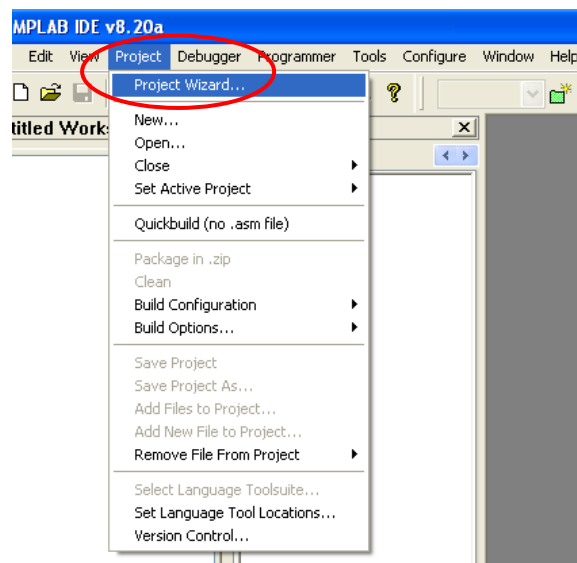 MPLAB IDE v8.20a
Edit View Project Debugger Programmer Tools Configure Window Help
Project Wizard...
titled Works
New...
Open...
Close
Set Active Project
Quickbuild (no .asm file)
Package in .zip
Clean
Build Configuration
Build Options...
Save Project
Save Project As...
Add Files to Project...
Add New File to Project...
Remove File From Project
Select Language Toolsuite...
Set Language Tool Locations...
Version Control...